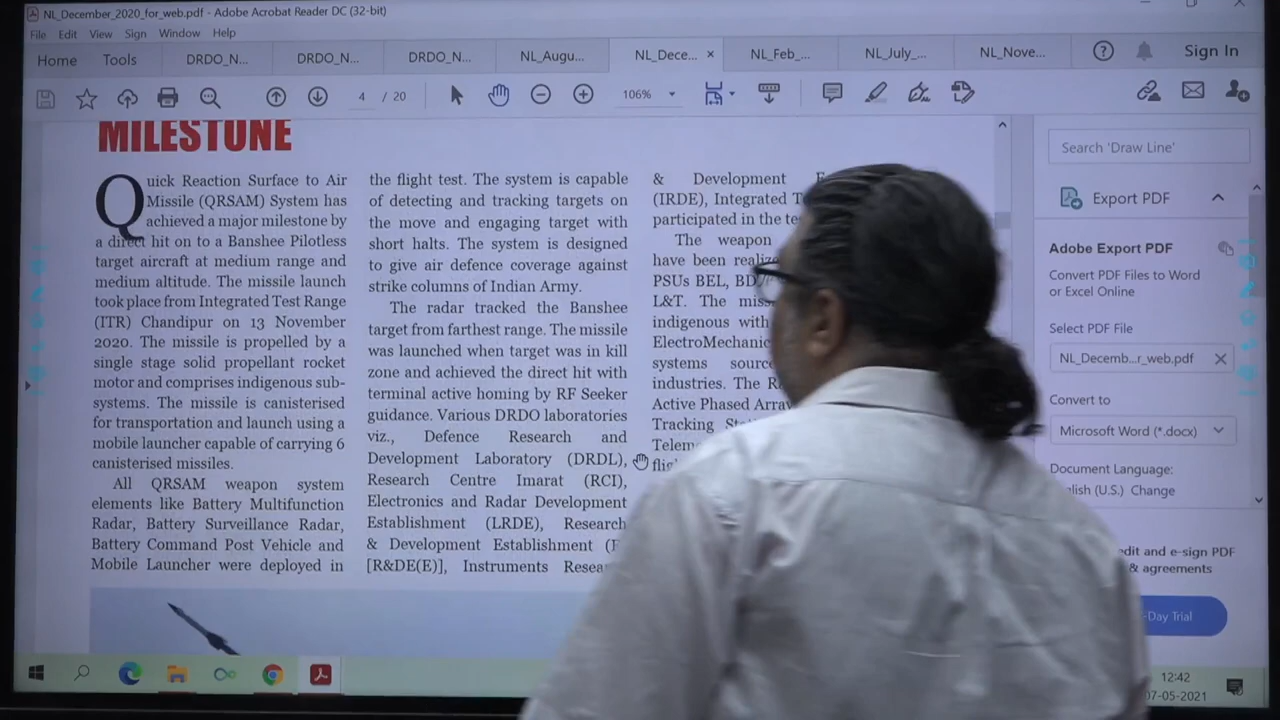 NL_December_2020_for_web.pdf - Adobe Acrobat Reader DC (32-bit)
File Edit View Sign Window Help
Home Tools DRDO_N... DRDO_N... DRDO_N... NL_Augu... NL_Dece... × NL_Feb_... NL_July_... NL_Nove... Sign In
4 / 20 106%
MILESTONE
Quick Reaction Surface to Air
Missile (QRSAM) System has
achieved a major milestone by
a direct hit on to a Banshee Pilotless
target aircraft at medium range and
medium altitude. The missile launch
took place from Integrated Test Range
(ITR) Chandipur on 13 November
2020. The missile is propelled by a
single stage solid propellant rocket
motor and comprises indigenous sub-
systems. The missile is canisterised
for transportation and launch using a
mobile launcher capable of carrying 6
canisterised missiles.
All QRSAM weapon system
elements like Battery Multifunction
Radar, Battery Surveillance Radar,
Battery Command Post Vehicle and
Mobile Launcher were deployed in
the flight test. The system is capable
of detecting and tracking targets on
the move and engaging target with
short halts. The system is designed
to give air defence coverage against
strike columns of Indian Army.
The radar tracked the Banshee
target from farthest range. The missile
was launched when target was in kill
zone and achieved the direct hit with
terminal active homing by RF Seeker
guidance. Various DRDO laboratories
viz., Defence Research and
Development Laboratory (DRDL),
Research Centre Imarat (RCI),
Electronics and Radar Development
Establishment (LRDE), Research
& Development Establishment
[R&DE(E)], Instruments
& Development
(IRDE), Integrated
participated in the
The weapon
have been
PSUs BEL,
L&T. The
indigenous with
systems
industries. The
Active Phased
Tracking
Search 'Draw Line'
Export PDF
Adobe Export PDF
Convert PDF Files to Word
or Excel Online
Select PDF File
NL_Decemb...r_web.pdf ×
Convert to
Microsoft Word (*.docx)
Document Language:
(U.S.) Change
and e-sign PDF
& agreements
-Day Trial
12:42
07-05-2021